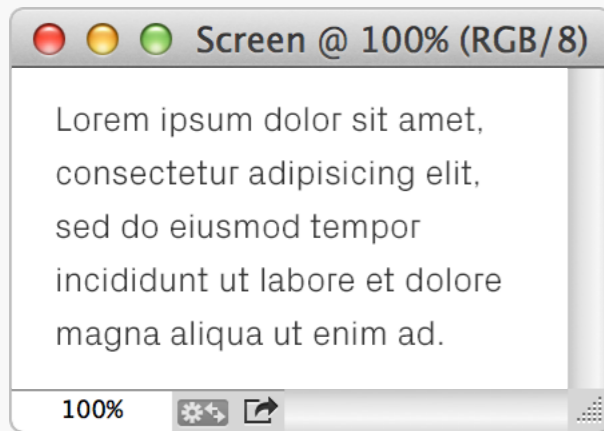 Screen @ 100% (RGB/8)
Lorem ipsum dolor sit amet,
consectetur adipisicing elit,
sed do eiusmod tempor
incididunt ut labore et dolore
magna aliqua ut enim ad.
100%